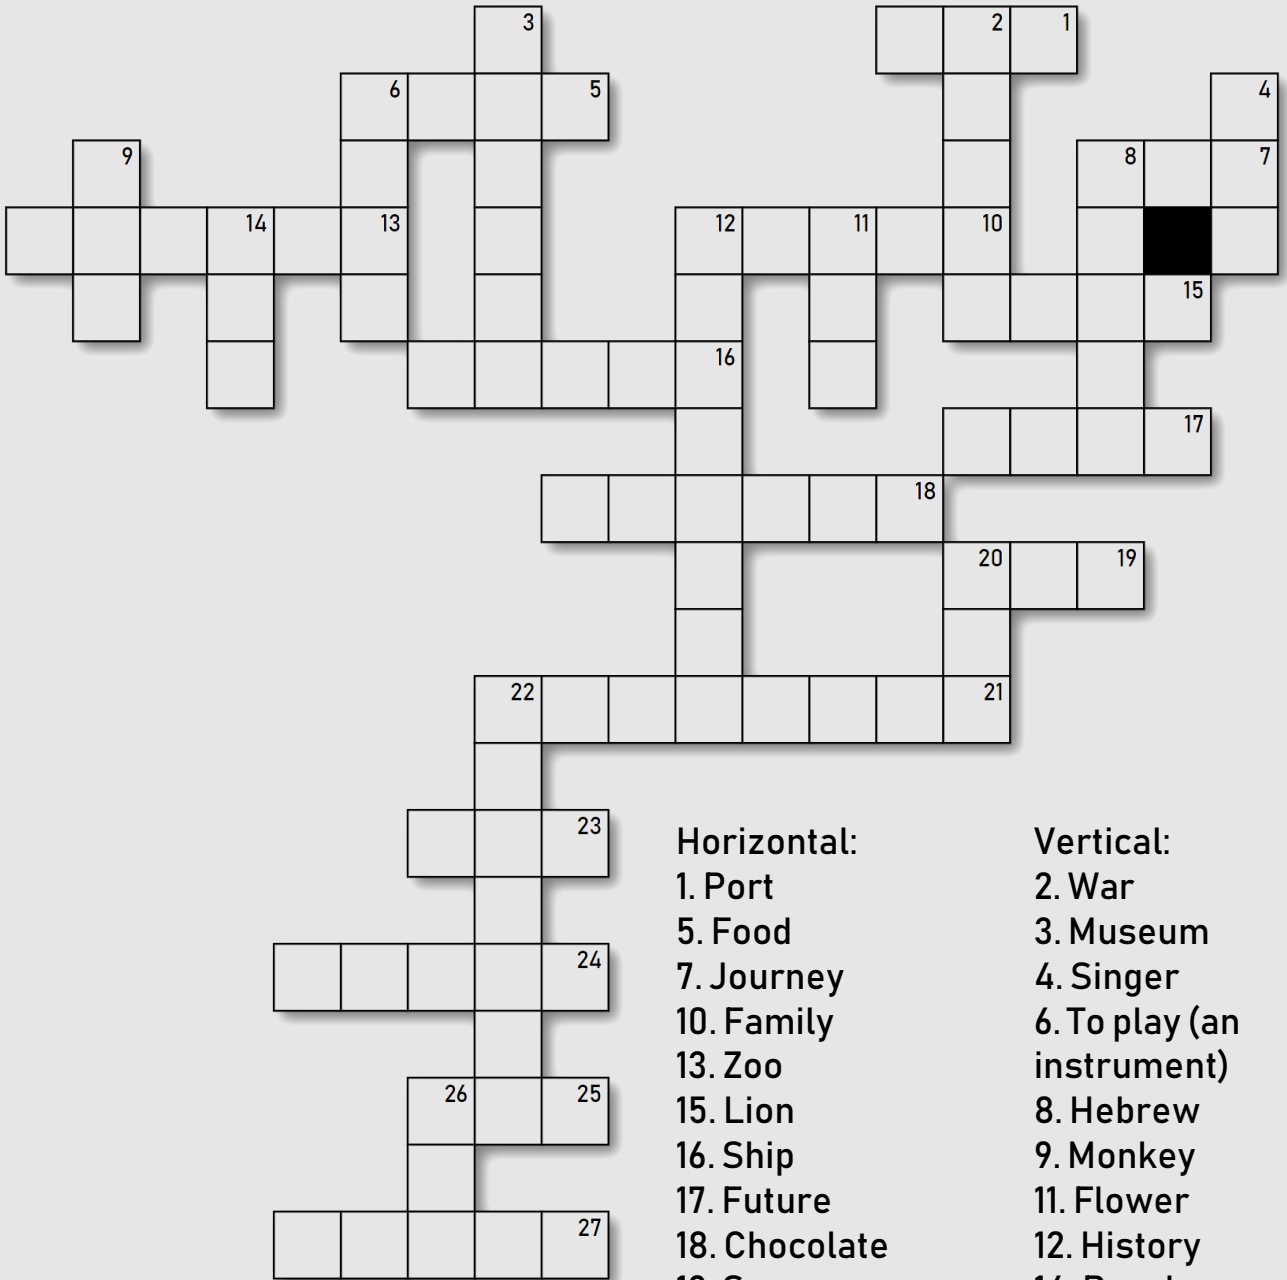 3
2
1
6
5
4
9
8
7
14
13
12
11
10
15
16
17
18
20
19
22
21
23
24
26
25
27
Horizontal:
1. Port
5. Food
7. Journey
10. Family
13. Zoo
15. Lion
16. Ship
17. Future
18. Chocolate
Vertical:
2. War
3. Museum
4. Singer
6. To play (an
instrument)
8. Hebrew
9. Monkey
11. Flower
12. History